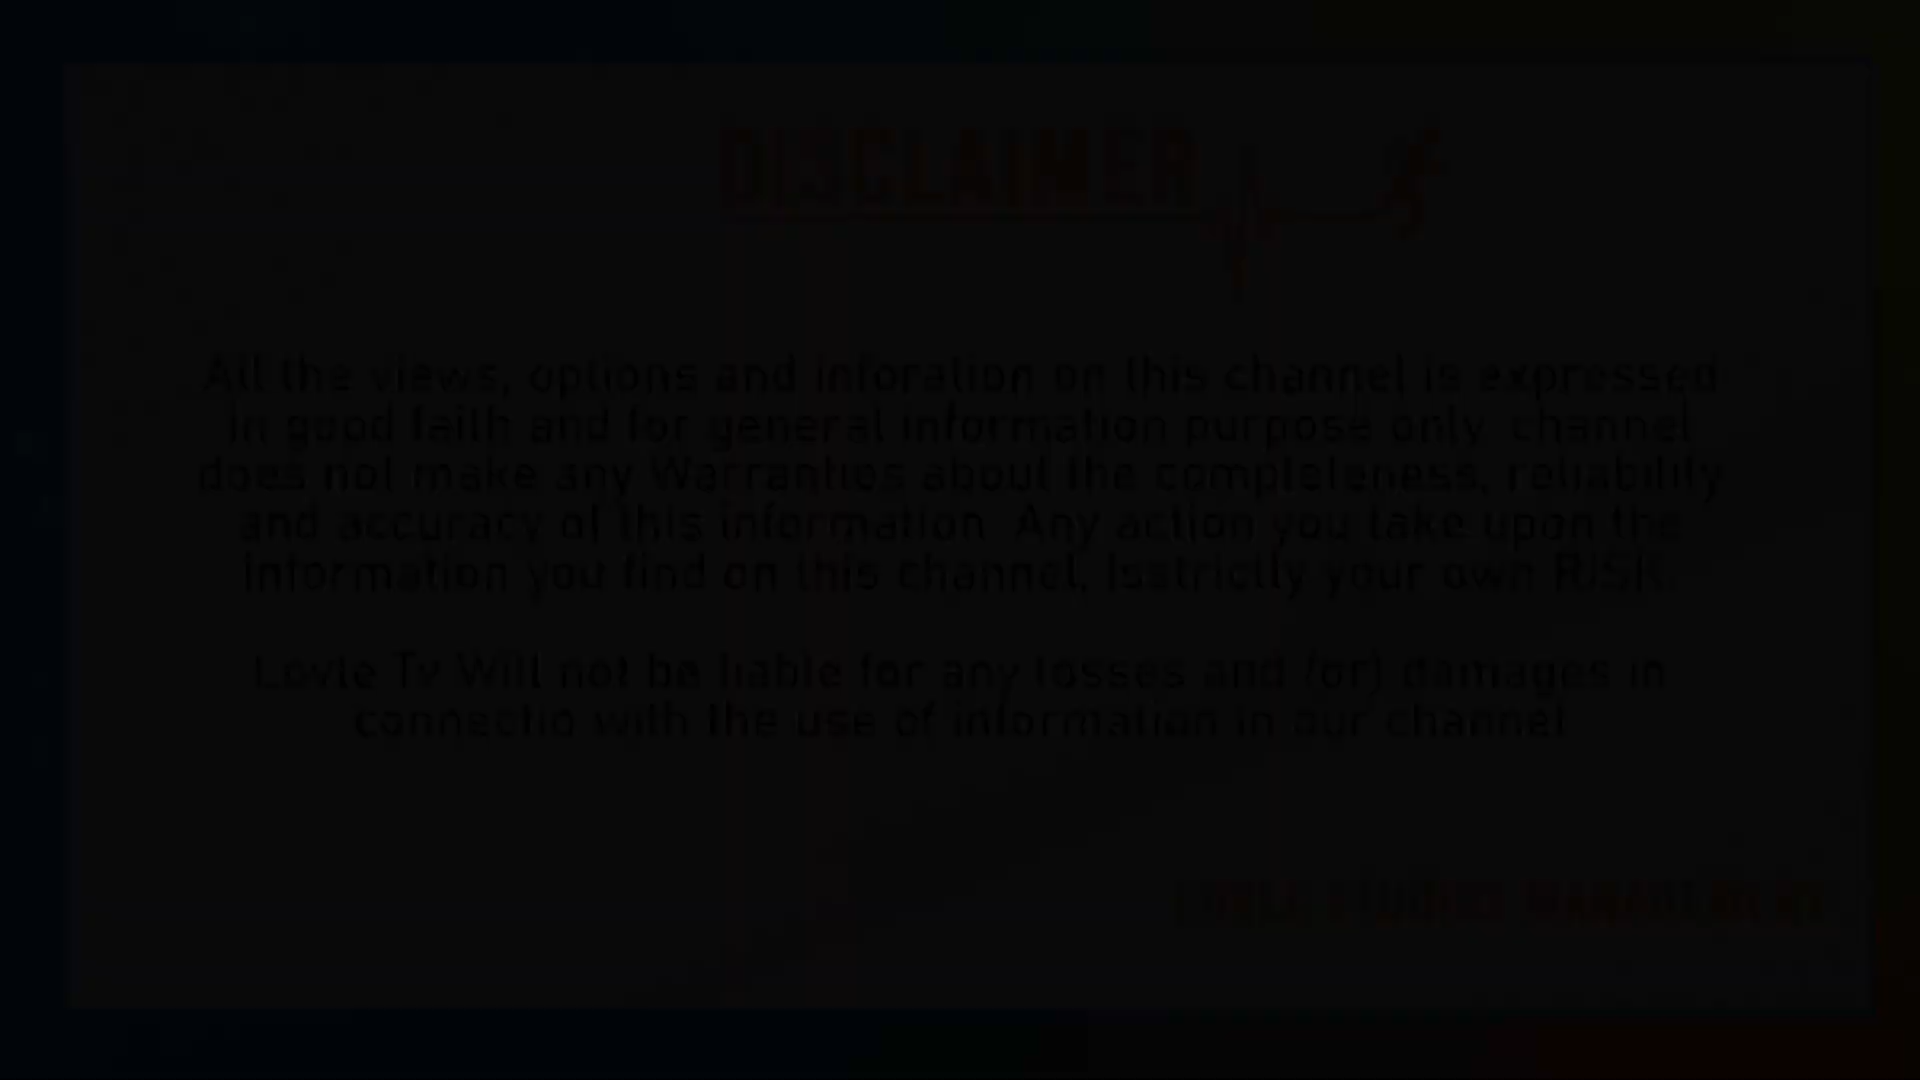 DISCLAIMER
All the views, options and inforation on this channel is expressed
in good faith and for general information purpose only. channel
does not make any Warranties about the completeness, reliability
and accuracy of this information. Any action you take upon the
information you find on this channel, Isstrictly your own RISK.
Lovle Tv Will not be liable for any losses and (or) damages in
connectio with the use of information in our channel